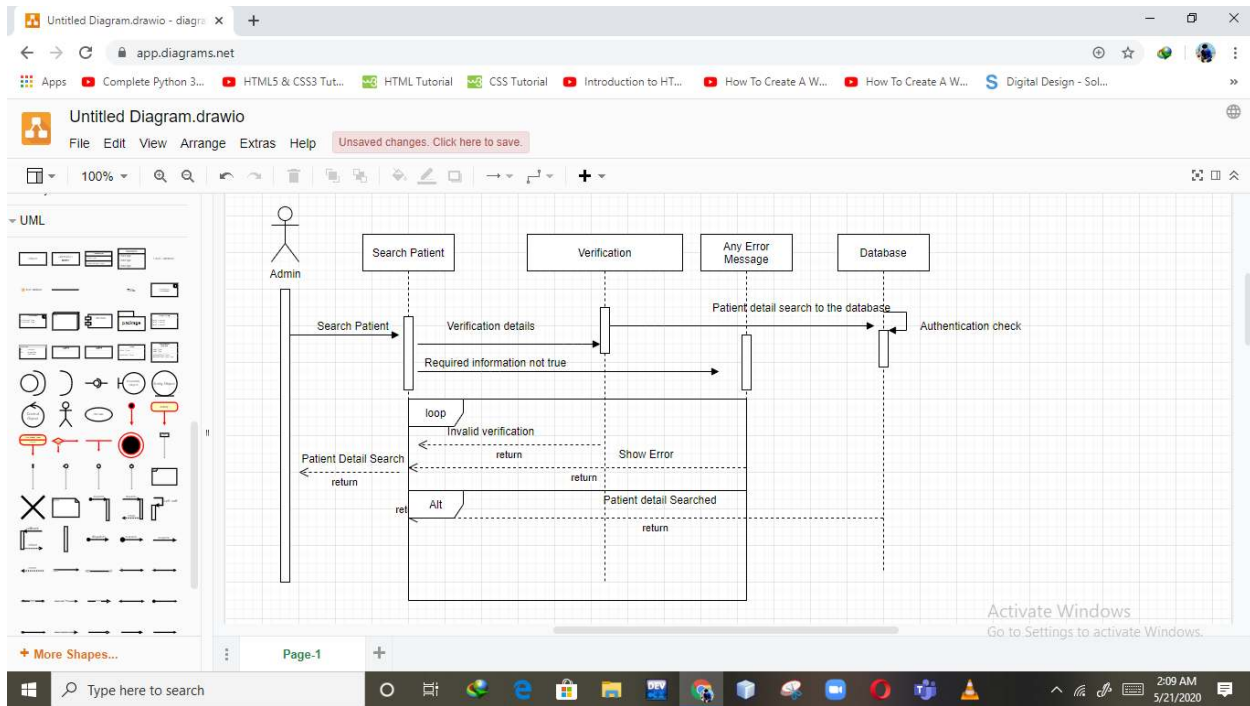 Untitled Diagram.drawio - diagra
app.diagrams.net
Apps Complete Python 3... HTML5 & CSS3 Tut... HTML Tutorial CSS Tutorial Introduction to HT... How To Create A W... How To Create A W... Digital Design - Sol...
Untitled Diagram.drawio
File Edit View Arrange Extras Help Unsaved changes. Click here to save.
100%
UML
Admin
Search Patient
Verification
Any Error
Message
Database
Patient detail search to the database
Search Patient
Verification details
Authentication check
Required information not true
loop
Invalid verification
return
Show Error
Patient Detail Search
return
return
Alt
Patient detail Searched
ret
return
package
Activate Windows
Go to Settings to activate Windows.
More Shapes...
Page-1
Type here to search
DEV
2:09 AM
5/21/2020